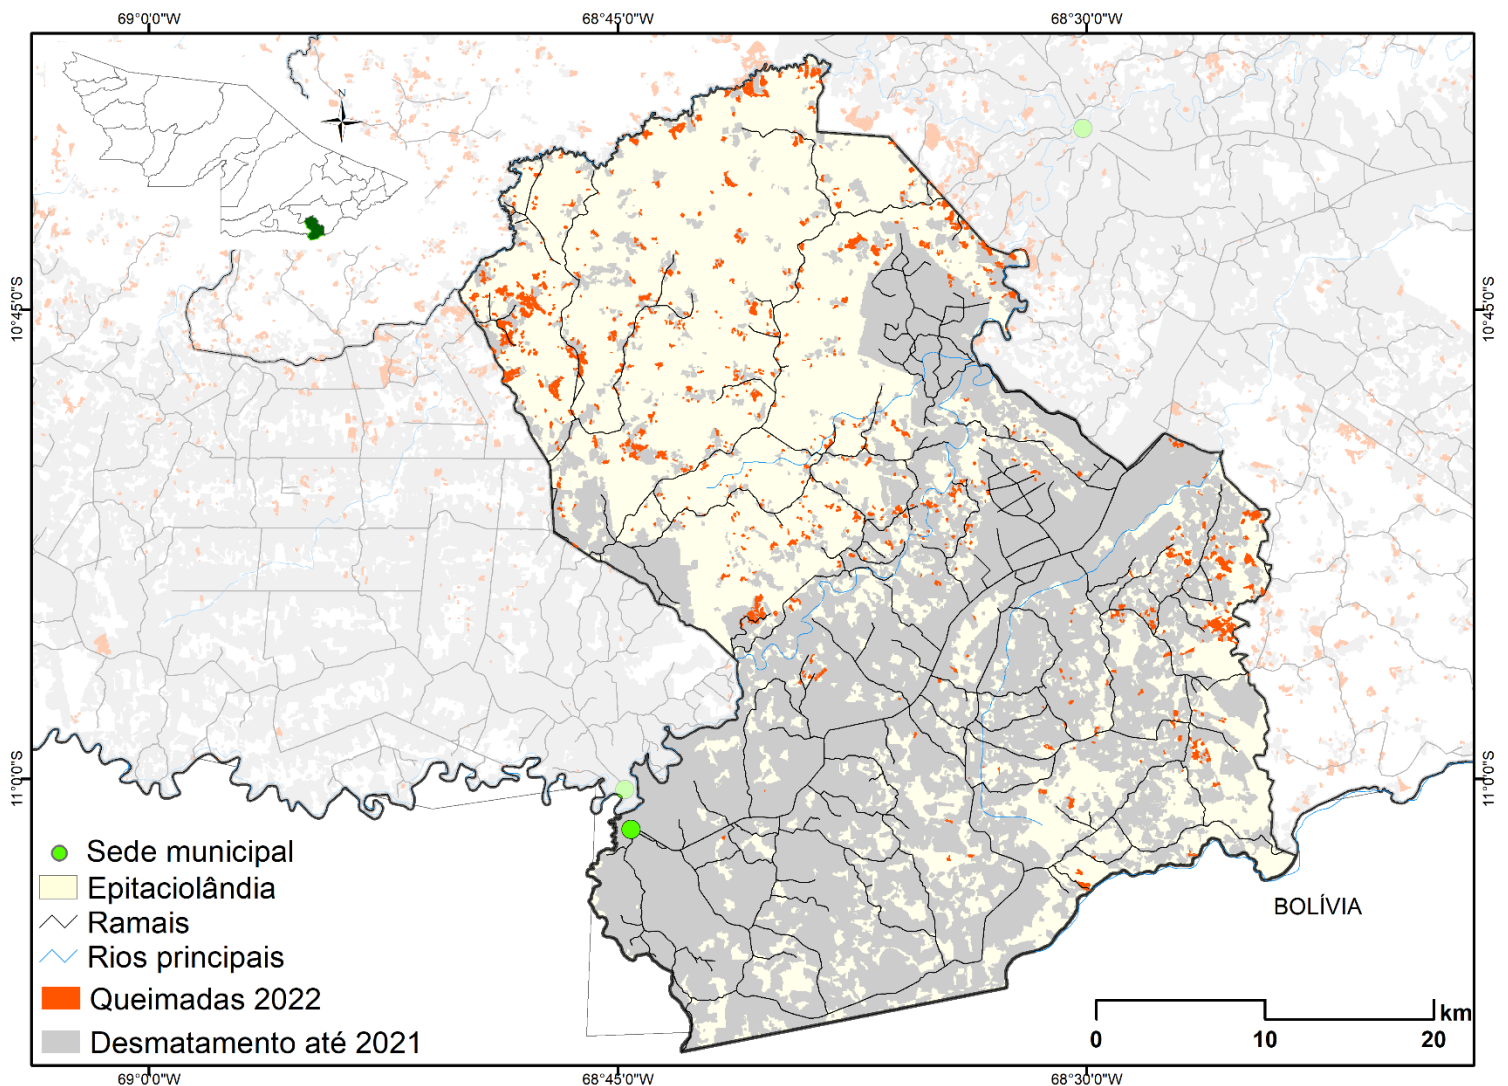 69°0'0"W
68°45'0"W
68°30'0"W
N
10°45'0"S
10°45'0"S
11°0'0"S
11°0'0"S
Sede municipal
Epitaciolândia
Ramais
Rios principais
Queimadas 2022
Desmatamento até 2021
BOLÍVIA
km
0
10
20
69°0'0"W
68°45'0"W
68°30'0"W